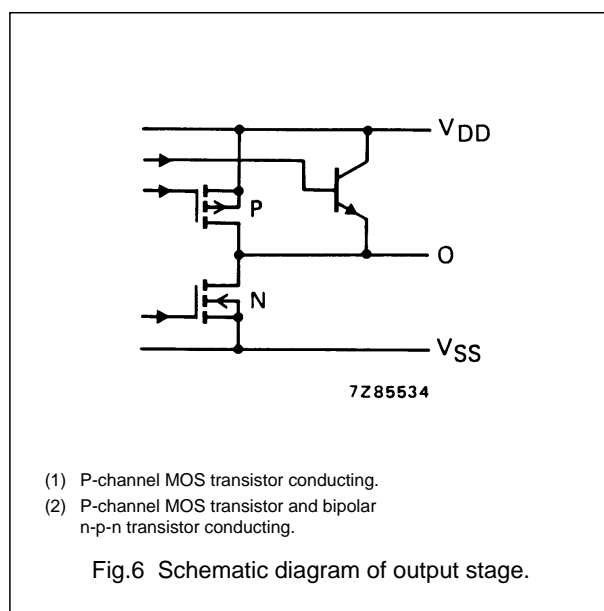 V_DD
P
O
N
V_SS
7Z85534
(1) P-channel MOS transistor conducting.
(2) P-channel MOS transistor and bipolar
n-p-n transistor conducting.
Fig.6 Schematic diagram of output stage.